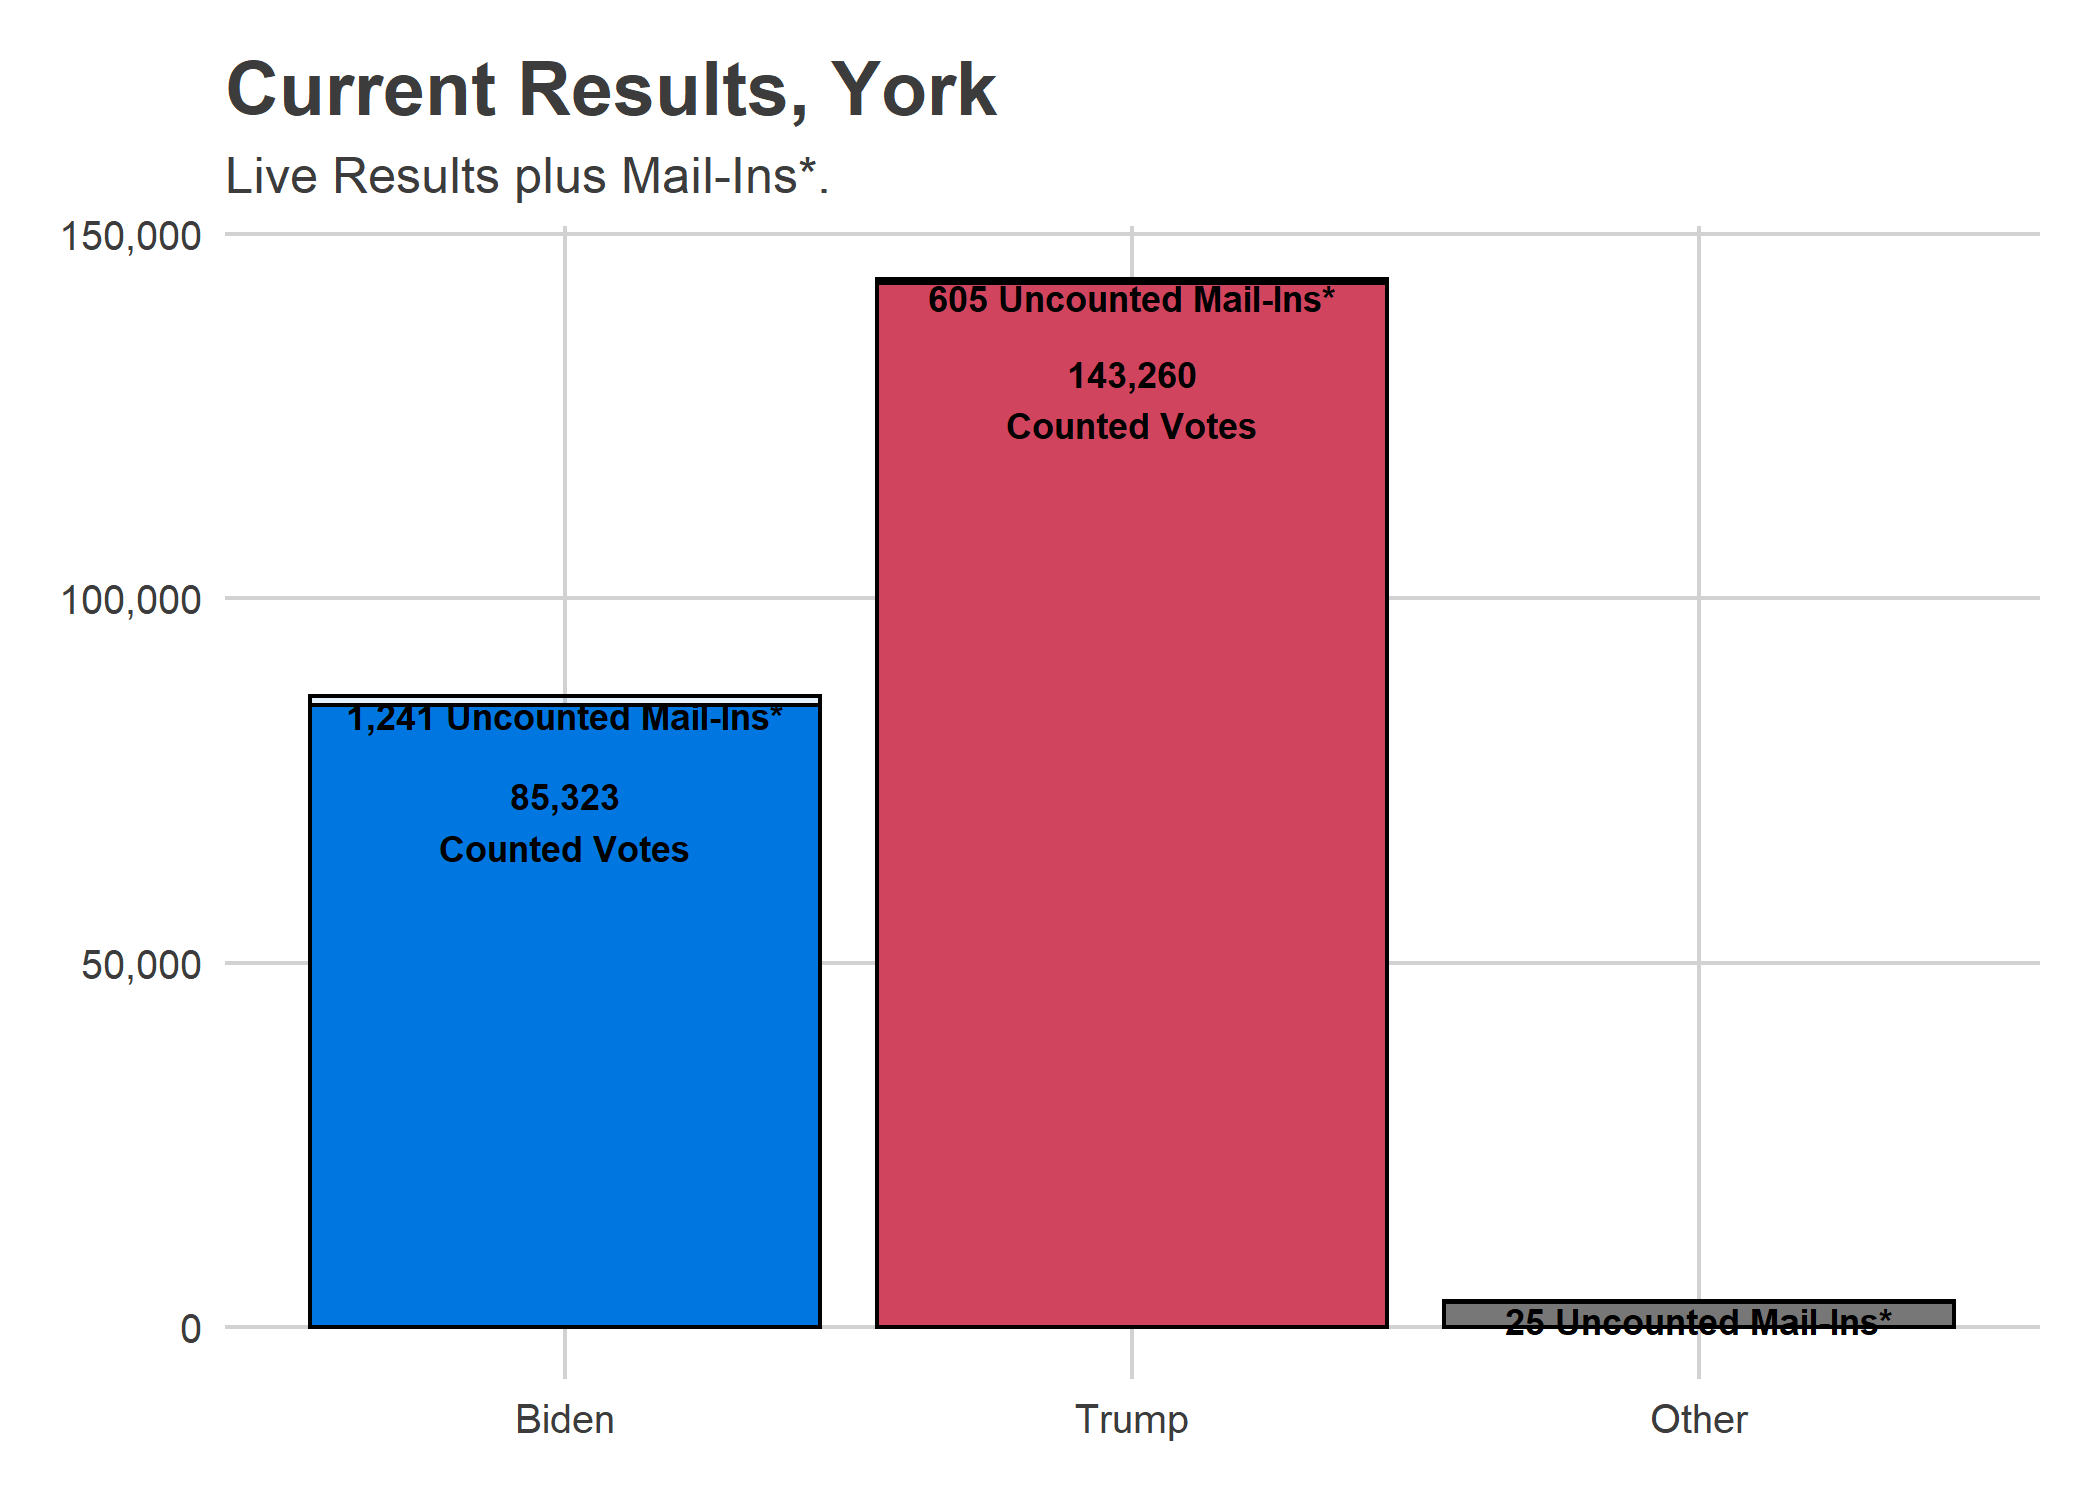 Current Results, York
Live Results plus Mail-Ins*.
150,000
100,000
50,000
0
1,241 Uncounted Mail-Ins*
85,323
Counted Votes
605 Uncounted Mail-Ins*
143,260
Counted Votes
25 Uncounted Mail-Ins*
Biden
Trump
Other